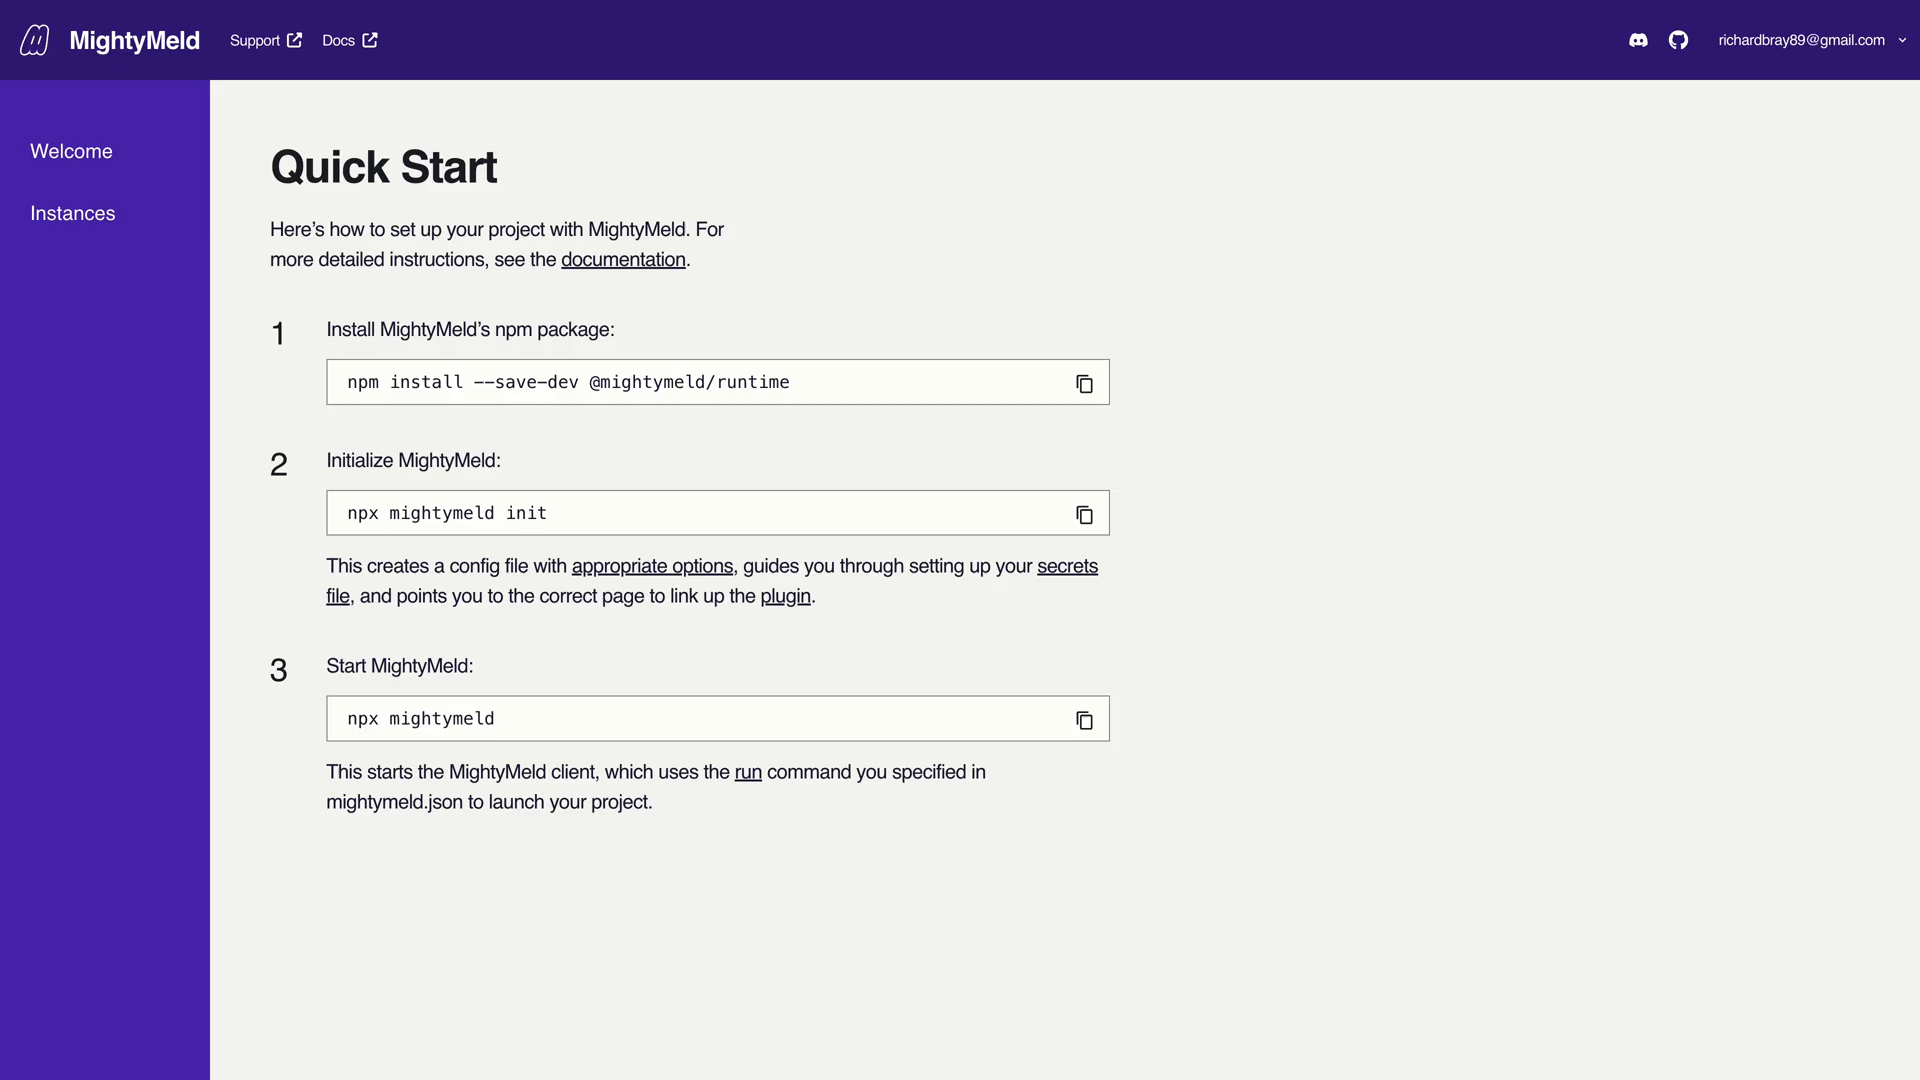 MightyMeld
Support
Docs
richardbray89@gmail.com
Welcome
Instances
Quick Start
Here’s how to set up your project with MightyMeld. For
more detailed instructions, see the documentation.
1
Install MightyMeld’s npm package:
npm install --save-dev @mightymeld/runtime
2
Initialize MightyMeld:
npx mightymeld init
This creates a config file with appropriate options, guides you through setting up your secrets
file, and points you to the correct page to link up the plugin.
3
Start MightyMeld:
npx mightymeld
This starts the MightyMeld client, which uses the run command you specified in
mightymeld.json to launch your project.